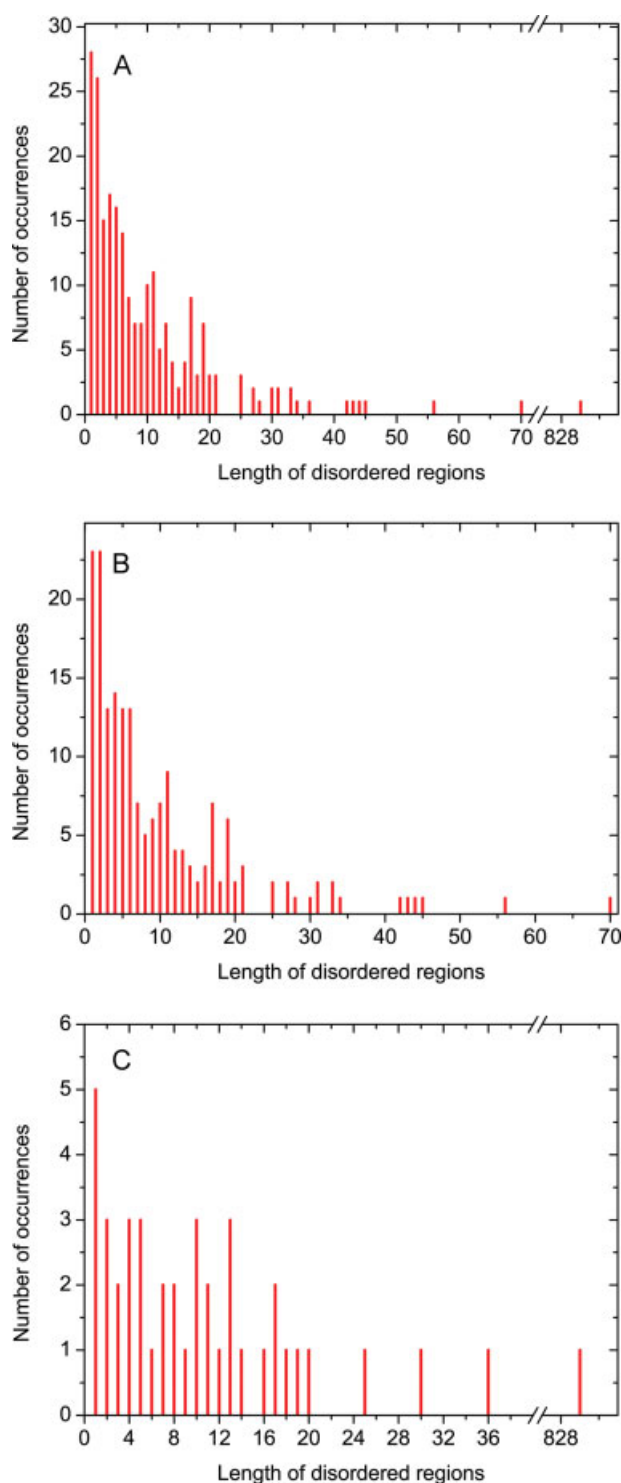 30
A
25
20
15
10
5
0
Number of occurrences
0 10 20 30 40 50 60 70 828
Length of disordered regions
B
20
15
10
5
0
Number of occurrences
0 10 20 30 40 50 60 70
Length of disordered regions
6
C
5
4
3
2
1
0
Number of occurrences
0 4 8 12 16 20 24 28 32 36 828
Length of disordered regions